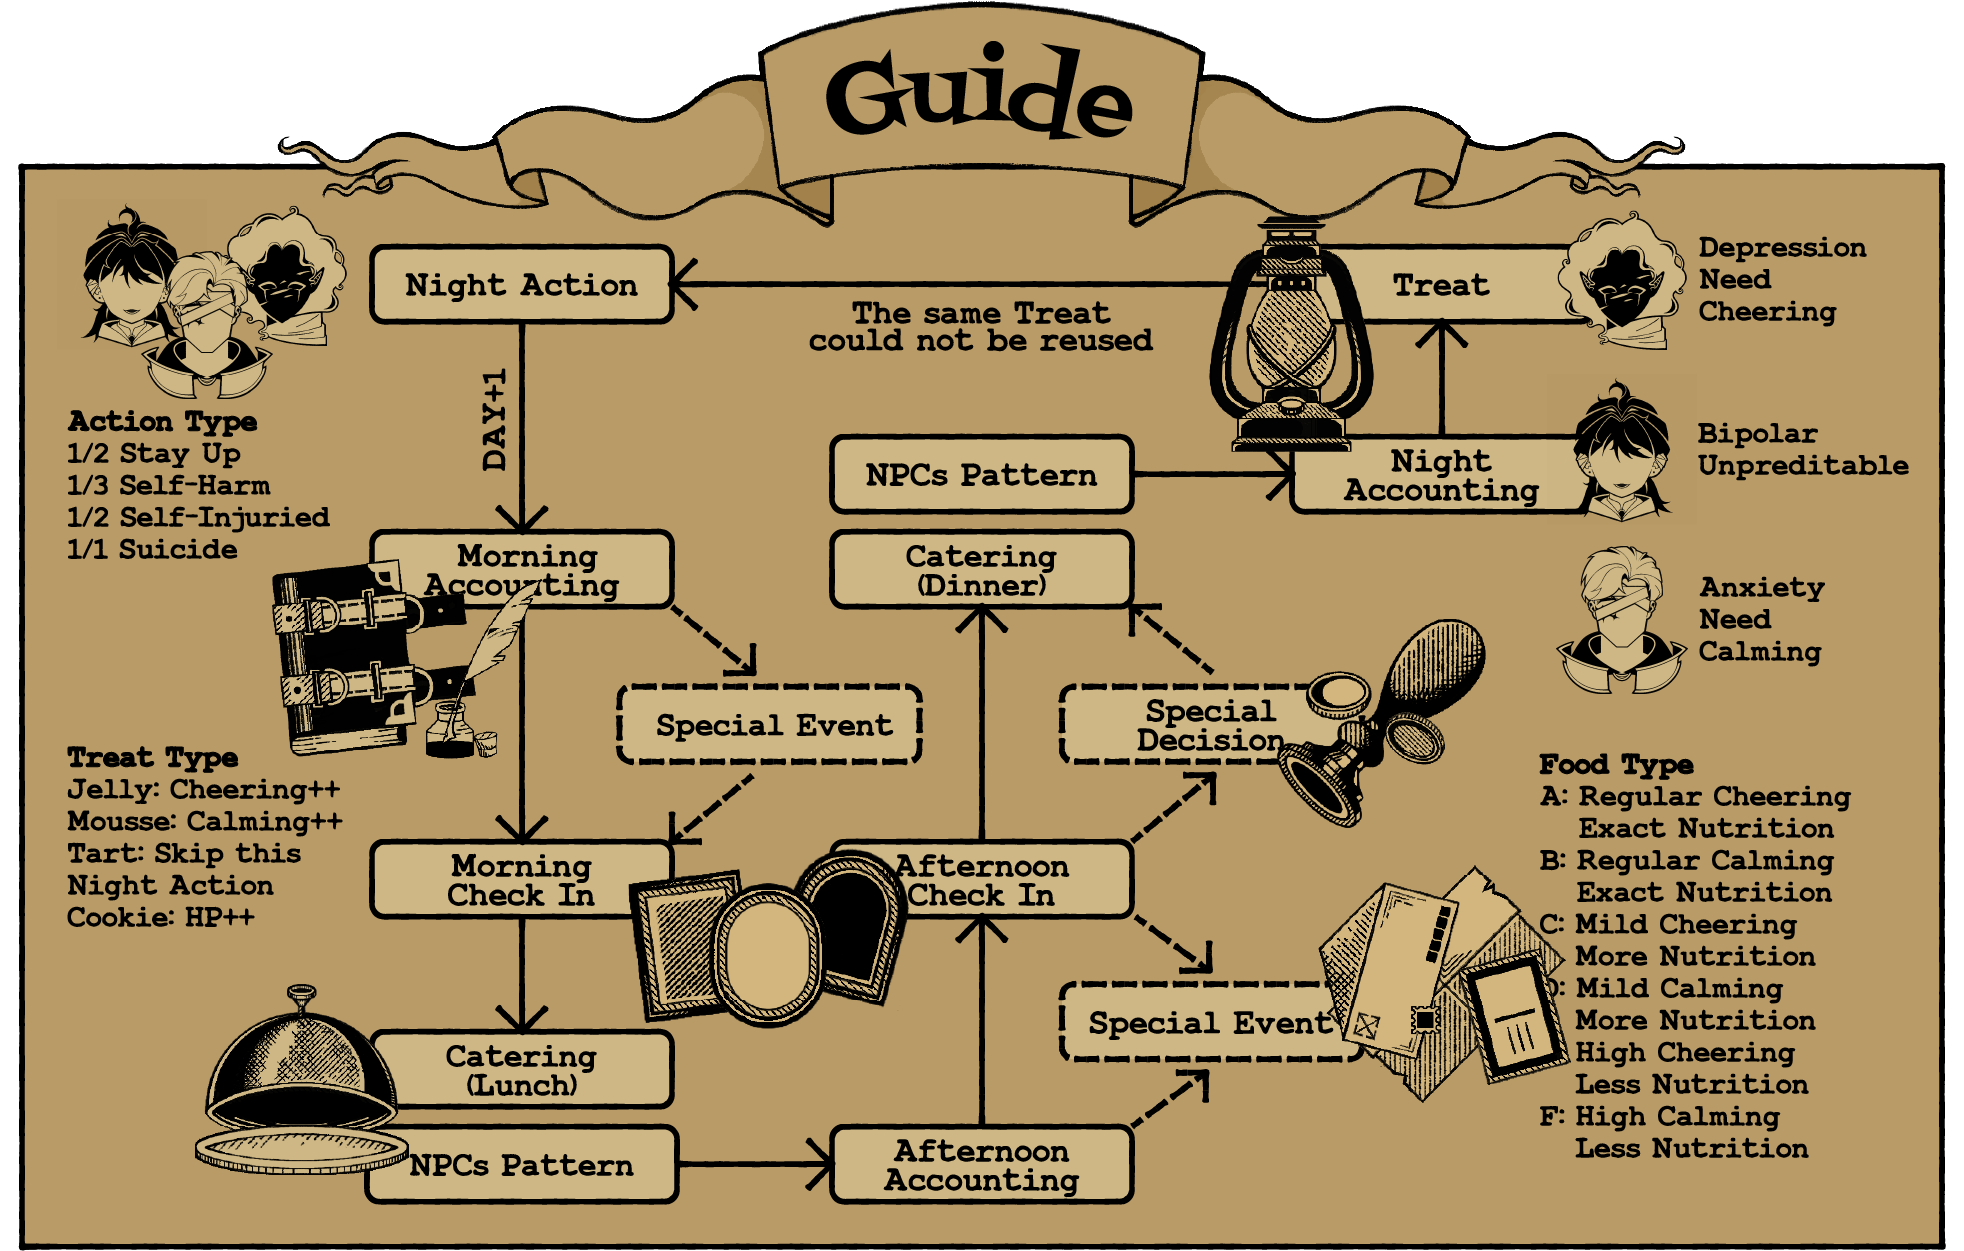 Guide
Night Action
The same Treat
could not be reused
Treat
Depression
Need
Cheering
DAY+1
Action Type
1/2 Stay Up
1/3 Self-Harm
1/2 Self-Injuried
1/1 Suicide
NPCs Pattern
Night
Accounting
Bipolar
Unpreditable
Morning
Accounting
Catering
(Dinner)
Anxiety
Need
Calming
Special Event
Special
Decision
Treat Type
Jelly: Cheering++
Mousse: Calming++
Tart: Skip this
Night Action
Cookie: HP++
Morning
Check In
Afternoon
Check In
Food Type
A: Regular Cheering
Exact Nutrition
B: Regular Calming
Exact Nutrition
C: Mild Cheering
More Nutrition
Mild Calming
More Nutrition
High Cheering
Less Nutrition
F: High Calming
Less Nutrition
Special Event
Catering
(Lunch)
NPCs Pattern
Afternoon
Accounting